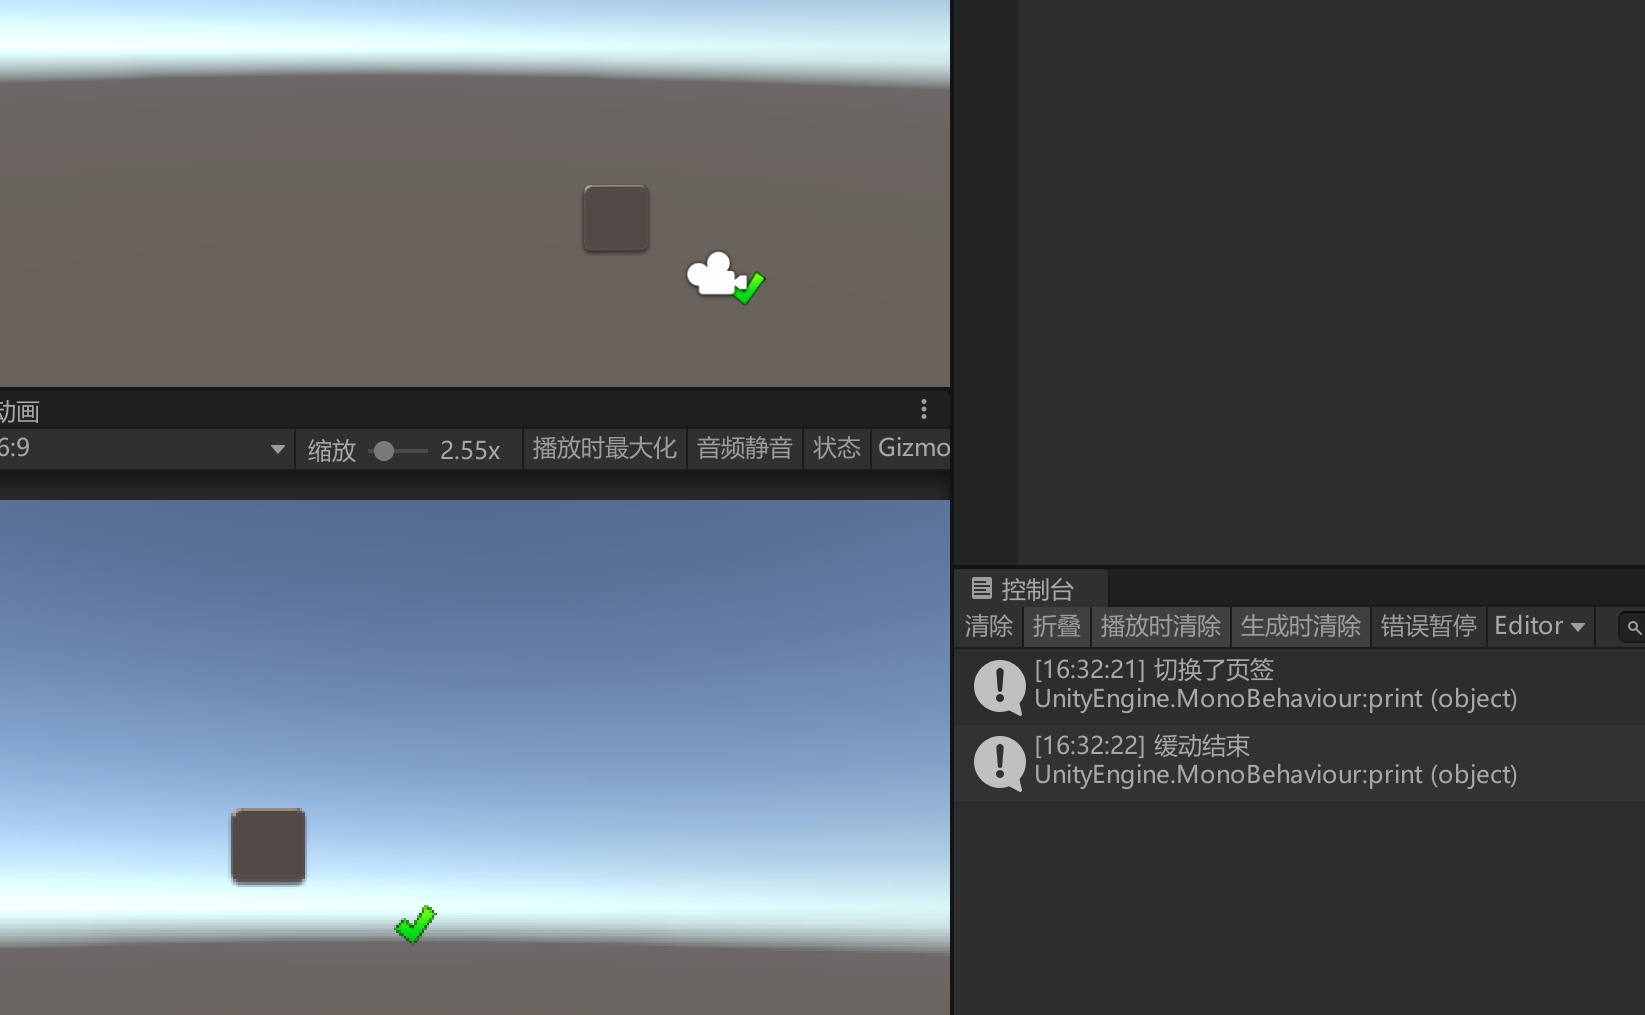 动画
6:9
缩放 2.55x 播放时最大化 音频静音 状态 Gizmo
控制台
清除 折叠 播放时清除 生成时清除 错误暂停 Editor
[16:32:21] 切换了页签
UnityEngine.MonoBehaviour:print (object)
[16:32:22] 缓动结束
UnityEngine.MonoBehaviour:print (object)